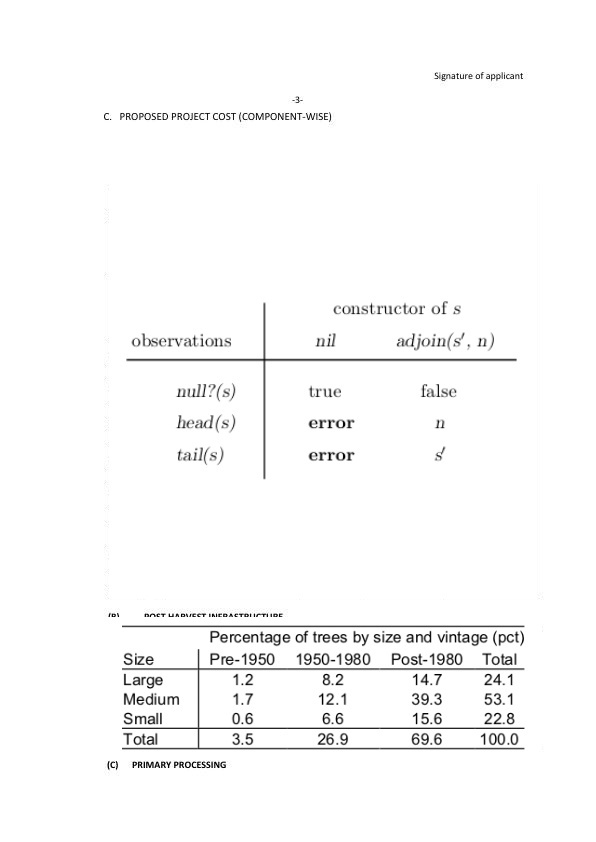 Signature of applicant
-3-
C. PROPOSED PROJECT COST (COMPONENT-WISE)
constructor of s
observations nil adjoin(s′, n)
null?(s) true false
head(s) error n
tail(s) error s′
(B) POST HARVEST INFRASTRUCTURE
Percentage of trees by size and vintage (pct)
Size Pre-1950 1950-1980 Post-1980 Total
Large 1.2 8.2 14.7 24.1
Medium 1.7 12.1 39.3 53.1
Small 0.6 6.6 15.6 22.8
Total 3.5 26.9 69.6 100.0
(C) PRIMARY PROCESSING